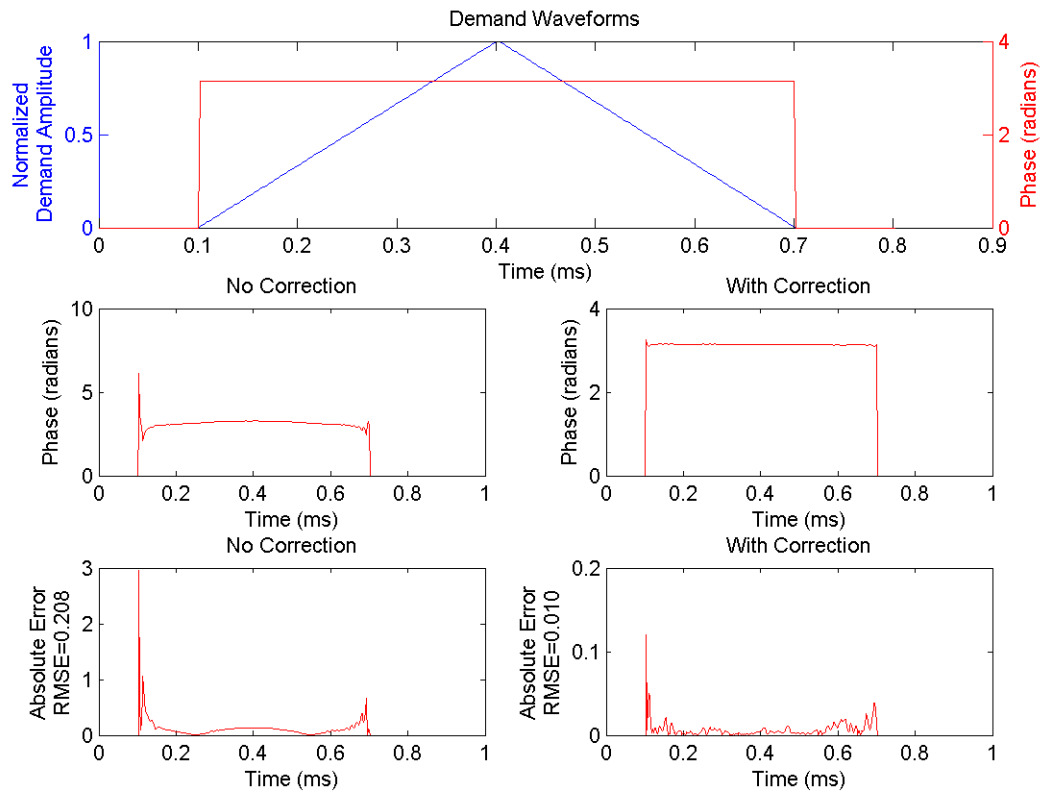 Demand Waveforms
Normalized
Demand Amplitude
1
0.5
0
4
2
0
Phase (radians)
0 0.1 0.2 0.3 0.4 0.5 0.6 0.7 0.8 0.9
Time (ms)
No Correction
Phase (radians)
10
5
0
0 0.2 0.4 0.6 0.8 1
Time (ms)
With Correction
Phase (radians)
4
2
0
0 0.2 0.4 0.6 0.8 1
Time (ms)
No Correction
Absolute Error
RMSE=0.208
3
2
1
0
0 0.2 0.4 0.6 0.8 1
Time (ms)
With Correction
Absolute Error
RMSE=0.010
0.2
0.1
0
0 0.2 0.4 0.6 0.8 1
Time (ms)